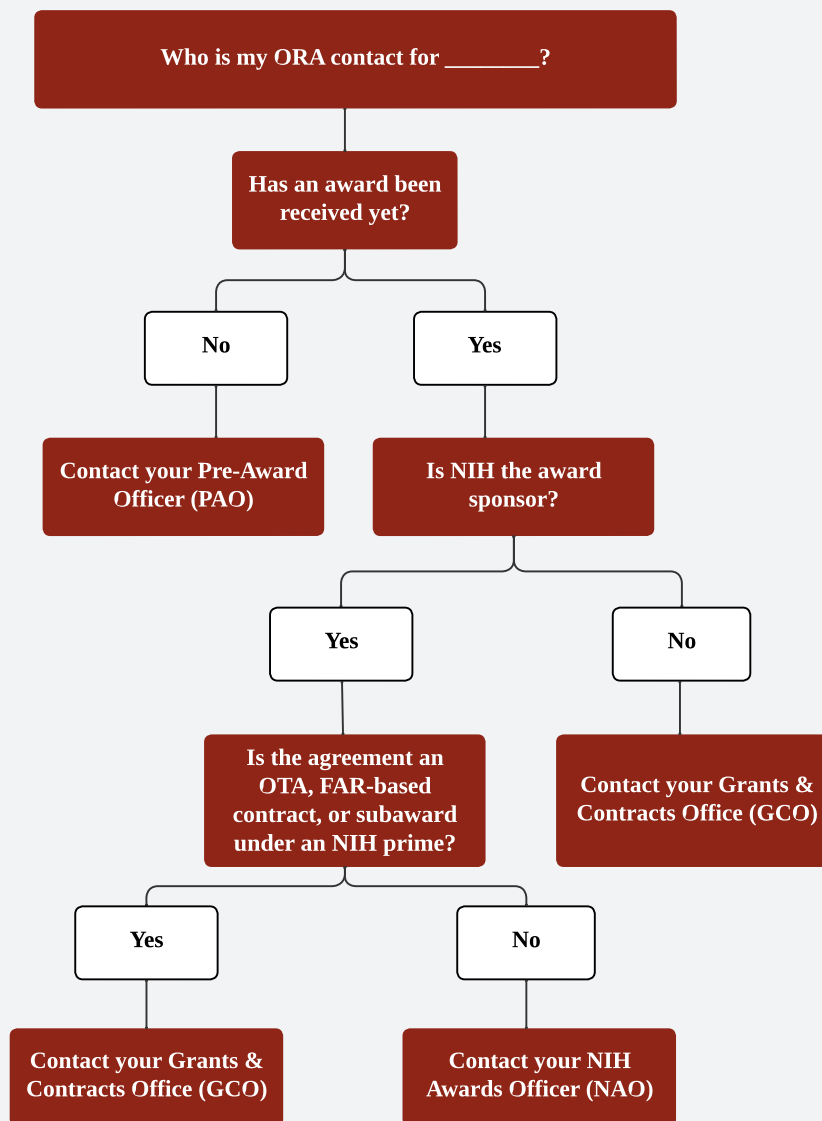 Who is my ORA contact for ________?
Has an award been
received yet?
No
Yes
Contact your Pre-Award
Officer (PAO)
Is NIH the award
sponsor?
Yes
No
Is the agreement an
OTA, FAR-based
contract, or subaward
under an NIH prime?
Contact your Grants &
Contracts Office (GCO)
Yes
No
Contact your Grants &
Contracts Office (GCO)
Contact your NIH
Awards Officer (NAO)